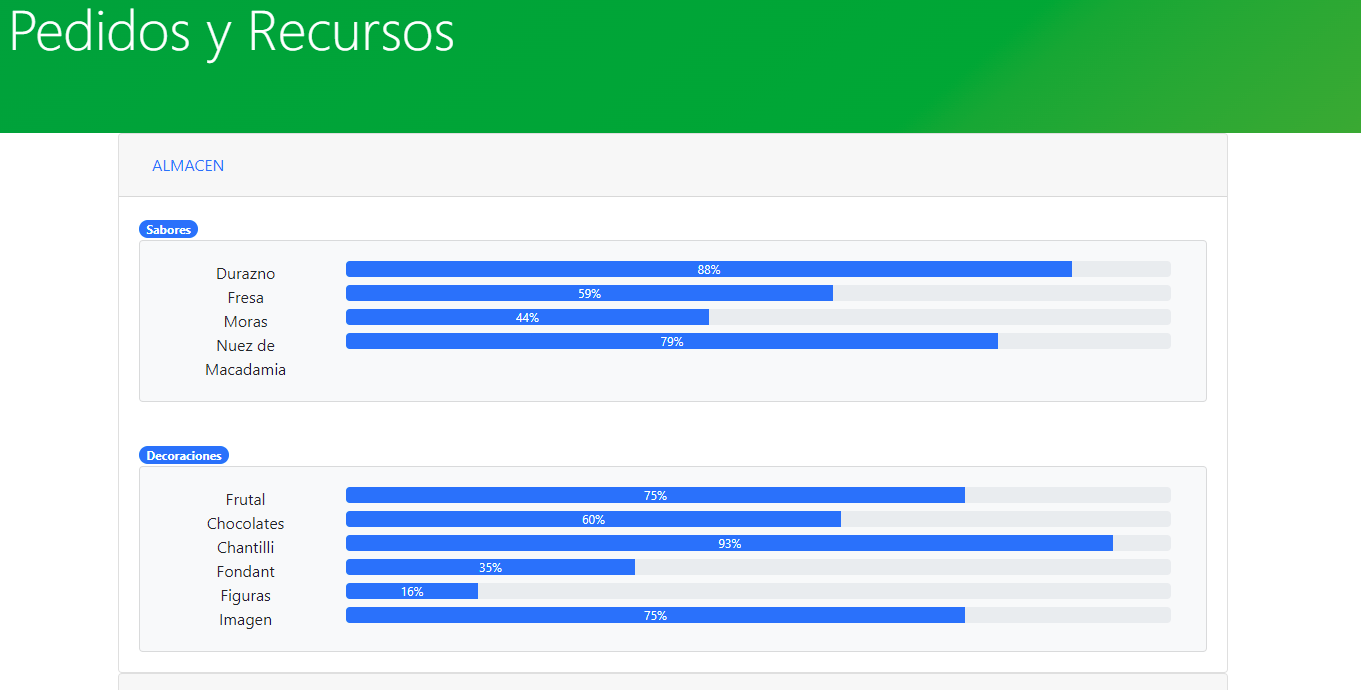 Pedidos y Recursos
ALMACEN
Sabores
Durazno 88%
Fresa 59%
Moras 44%
Nuez de 79%
Macadamia
Decoraciones
Frutal 75%
Chocolates 60%
Chantilli 93%
Fondant 35%
Figuras 16%
Imagen 75%